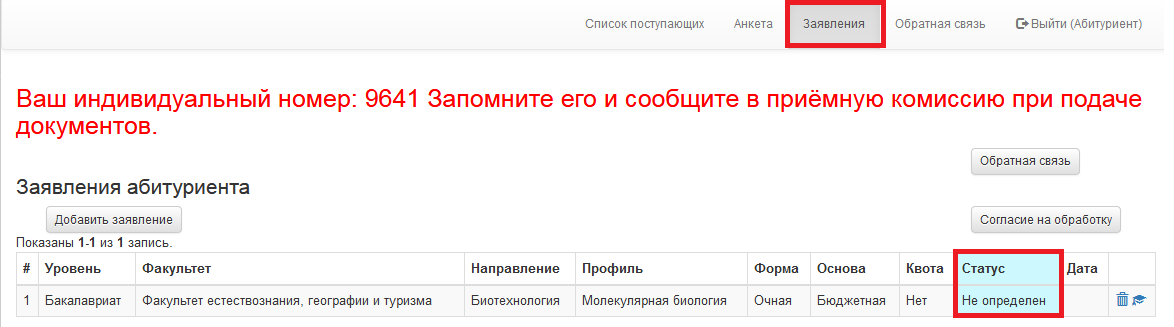 Список поступающих Анкета Заявления Обратная связь Выйти (Абитуриент)
Ваш индивидуальный номер: 9641 Запомните его и сообщите в приёмную комиссию при подаче
документов.
Обратная связь
Заявления абитуриента
Добавить заявление Согласие на обработку
Показаны 1-1 из 1 запись.
# Уровень Факультет Направление Профиль Форма Основа Квота Статус Дата
1 Бакалавриат Факультет естествознания, географии и туризма Биотехнология Молекулярная биология Очная Бюджетная Нет Не определен